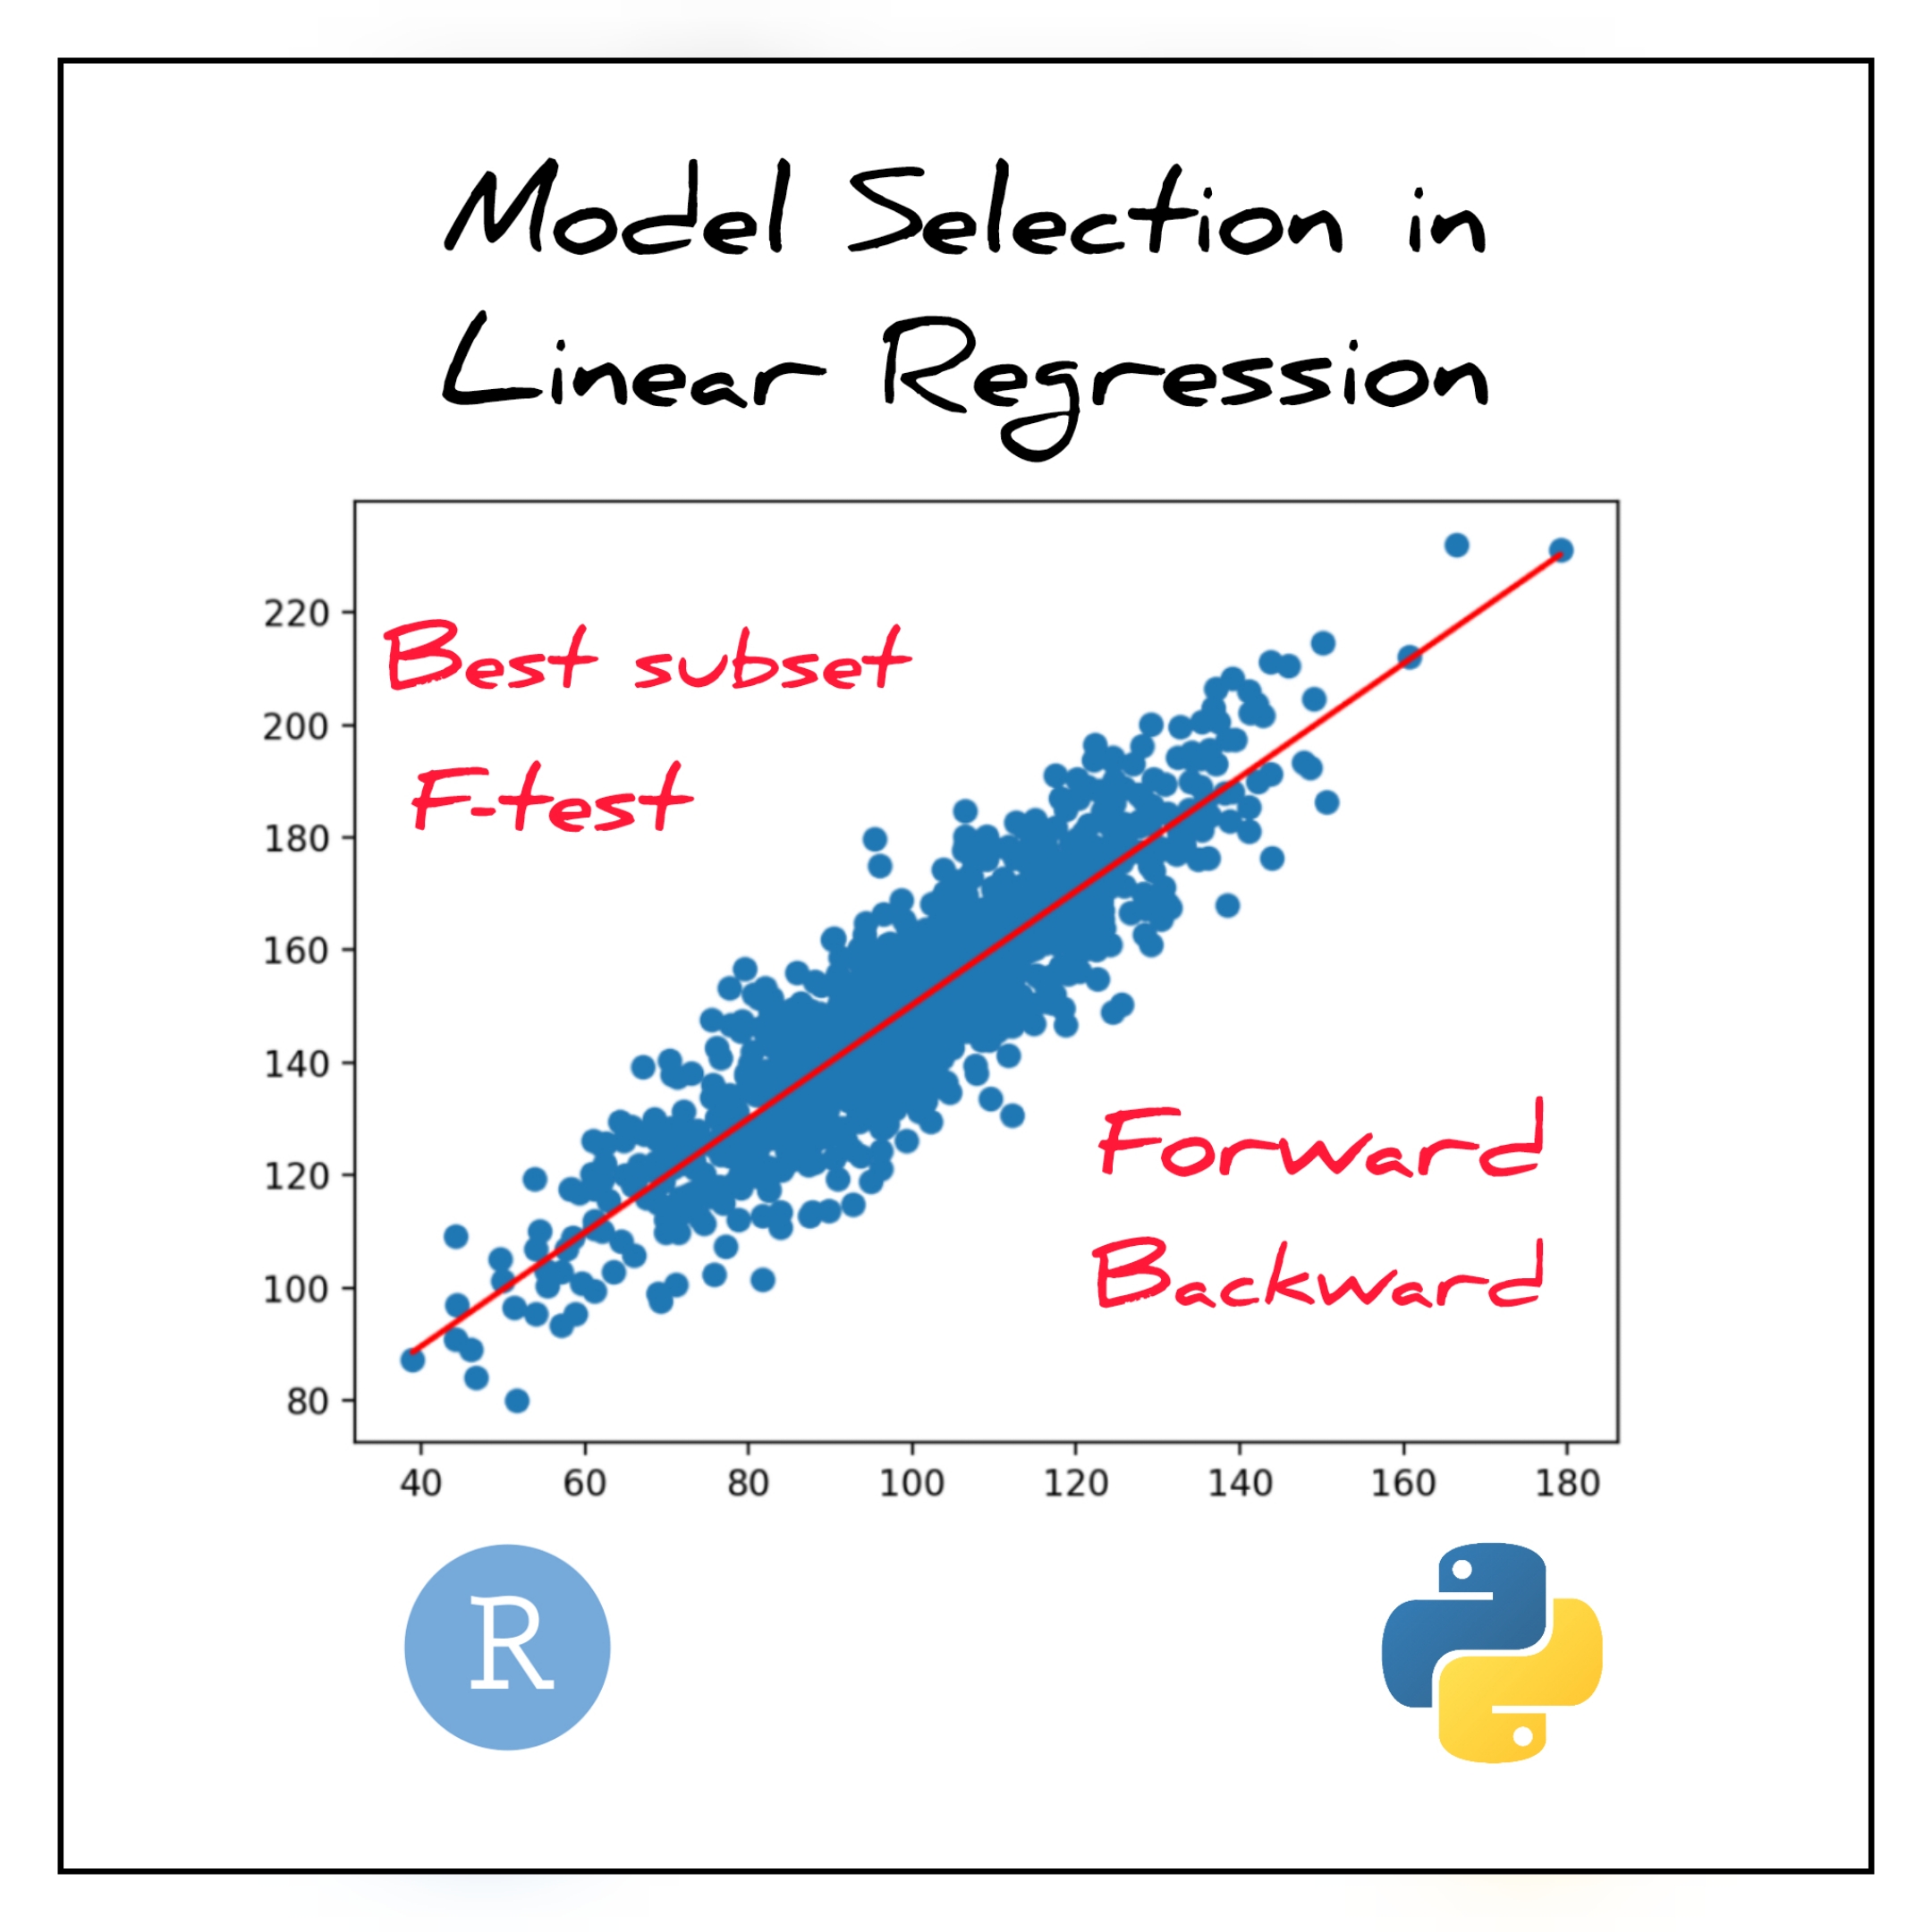 Model Selection in
Linear Regression
Best subset
F-test
Forward
Backward
220
200
180
160
140
120
100
80
40 60 80 100 120 140 160 180
R